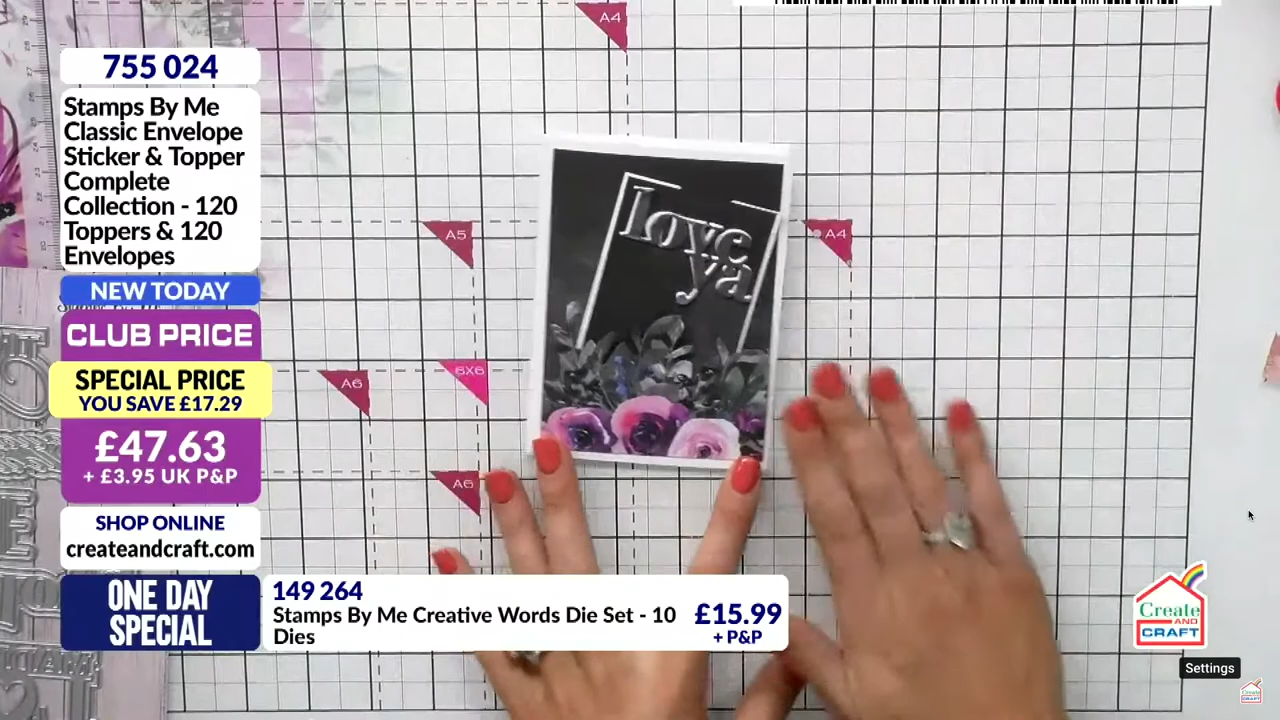 755 024
Stamps By Me
Classic Envelope
Sticker & Topper
Complete
Collection - 120
Toppers & 120
Envelopes
NEW TODAY
CLUB PRICE
SPECIAL PRICE
YOU SAVE £17.29
£47.63
+ £3.95 UK P&P
SHOP ONLINE
createandcraft.com
ONE DAY
SPECIAL
149 264
Stamps By Me Creative Words Die Set - 10
Dies
£15.99
+ P&P
A4
A5
A4
A6
6X6
A6
love
ya
Create
AND
CRAFT
Settings